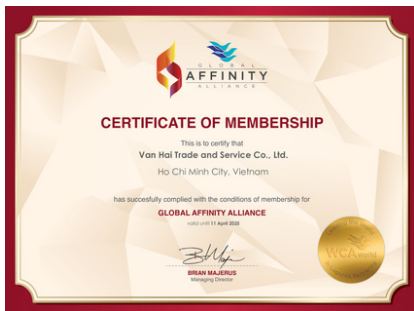 GLOBAL
AFFINITY
ALLIANCE
CERTIFICATE OF MEMBERSHIP
This is to certify that
Van Hai Trade and Service Co., Ltd.
Ho Chi Minh City, Vietnam
has succesfully complied with the conditions of membership for
GLOBAL AFFINITY ALLIANCE
valid until 11 April 2020
BRIAN MAJERUS
Managing Director
WCAworld